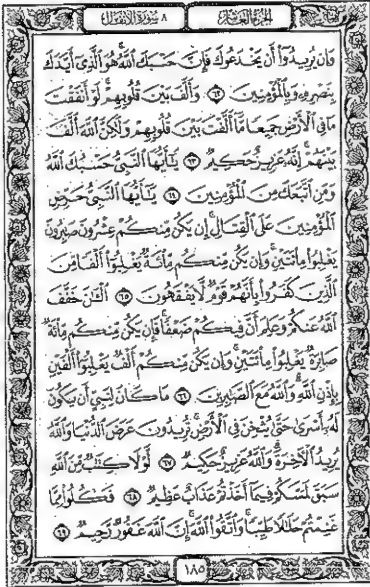 الجزء العاشر ٨ سورة الأنفال
وَإِن يُرِيدُوٓا۟ أَن يَخْدَعُوكَ فَإِنَّ حَسْبَكَ ٱللَّهُ هُوَ ٱلَّذِىٓ أَيَّدَكَ
بِنَصْرِهِۦ وَبِٱلْمُؤْمِنِينَ ٦٢ وَأَلَّفَ بَيْنَ قُلُوبِهِمْ لَوْ أَنفَقْتَ
مَا فِى ٱلْأَرْضِ جَمِيعًا مَّآ أَلَّفْتَ بَيْنَ قُلُوبِهِمْ وَلَٰكِنَّ ٱللَّهَ أَلَّفَ
بَيْنَهُمْ إِنَّهُۥ عَزِيزٌ حَكِيمٌ ٦٣ يَٰٓأَيُّهَا ٱلنَّبِىُّ حَسْبُكَ ٱللَّهُ
وَمَنِ ٱتَّبَعَكَ مِنَ ٱلْمُؤْمِنِينَ ٦٤ يَٰٓأَيُّهَا ٱلنَّبِىُّ حَرِّضِ
ٱلْمُؤْمِنِينَ عَلَى ٱلْقِتَالِ إِن يَكُن مِّنكُمْ عِشْرُونَ صَٰبِرُونَ
يَغْلِبُوا۟ مِا۟ئَتَيْنِ وَإِن يَكُن مِّنكُم مِّا۟ئَةٌ يَغْلِبُوٓا۟ أَلْفًا مِّنَ
ٱلَّذِينَ كَفَرُوا۟ بِأَنَّهُمْ قَوْمٌ لَّا يَفْقَهُونَ ٦٥ ٱلْـَٰٔنَ خَفَّفَ
ٱللَّهُ عَنكُمْ وَعَلِمَ أَنَّ فِيكُمْ ضَعْفًا فَإِن يَكُن مِّنكُم مِّا۟ئَةٌ
صَابِرَةٌ يَغْلِبُوا۟ مِا۟ئَتَيْنِ وَإِن يَكُن مِّنكُمْ أَلْفٌ يَغْلِبُوٓا۟ أَلْفَيْنِ
بِإِذْنِ ٱللَّهِ وَٱللَّهُ مَعَ ٱلصَّٰبِرِينَ ٦٦ مَا كَانَ لِنَبِىٍّ أَن يَكُونَ
لَهُۥٓ أَسْرَىٰ حَتَّىٰ يُثْخِنَ فِى ٱلْأَرْضِ تُرِيدُونَ عَرَضَ ٱلدُّنْيَا وَٱللَّهُ
يُرِيدُ ٱلْـَٔاخِرَةَ وَٱللَّهُ عَزِيزٌ حَكِيمٌ ٦٧ لَّوْلَا كِتَٰبٌ مِّنَ ٱللَّهِ
سَبَقَ لَمَسَّكُمْ فِيمَآ أَخَذْتُمْ عَذَابٌ عَظِيمٌ ٦٨ فَكُلُوا۟ مِمَّا
غَنِمْتُمْ حَلَٰلًا طَيِّبًا وَٱتَّقُوا۟ ٱللَّهَ إِنَّ ٱللَّهَ غَفُورٌ رَّحِيمٌ ٦٩
١٨٥